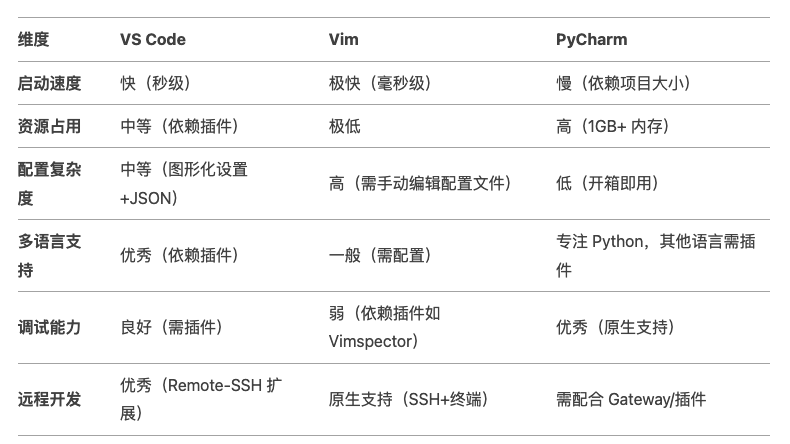 维度 VS Code Vim PyCharm
启动速度 快（秒级） 极快（毫秒级） 慢（依赖项目大小）
资源占用 中等（依赖插件） 极低 高（1GB+ 内存）
配置复杂
度
中等（图形化设置
+JSON）
高（需手动编辑配置文件） 低（开箱即用）
多语言支
持
优秀（依赖插件） 一般（需配置）
专注 Python，其他语言需插
件
调试能力 良好（需插件）
弱（依赖插件如
Vimspector）
优秀（原生支持）
远程开发
优秀（Remote-SSH 扩
展）
原生支持（SSH+终端） 需配合 Gateway/插件